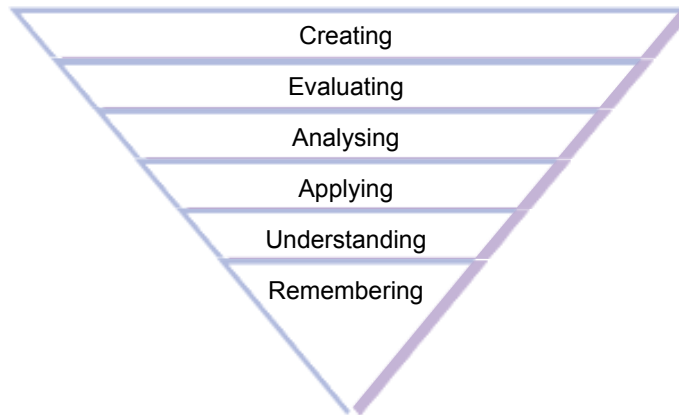 Creating
Evaluating
Analysing
Applying
Understanding
Remembering